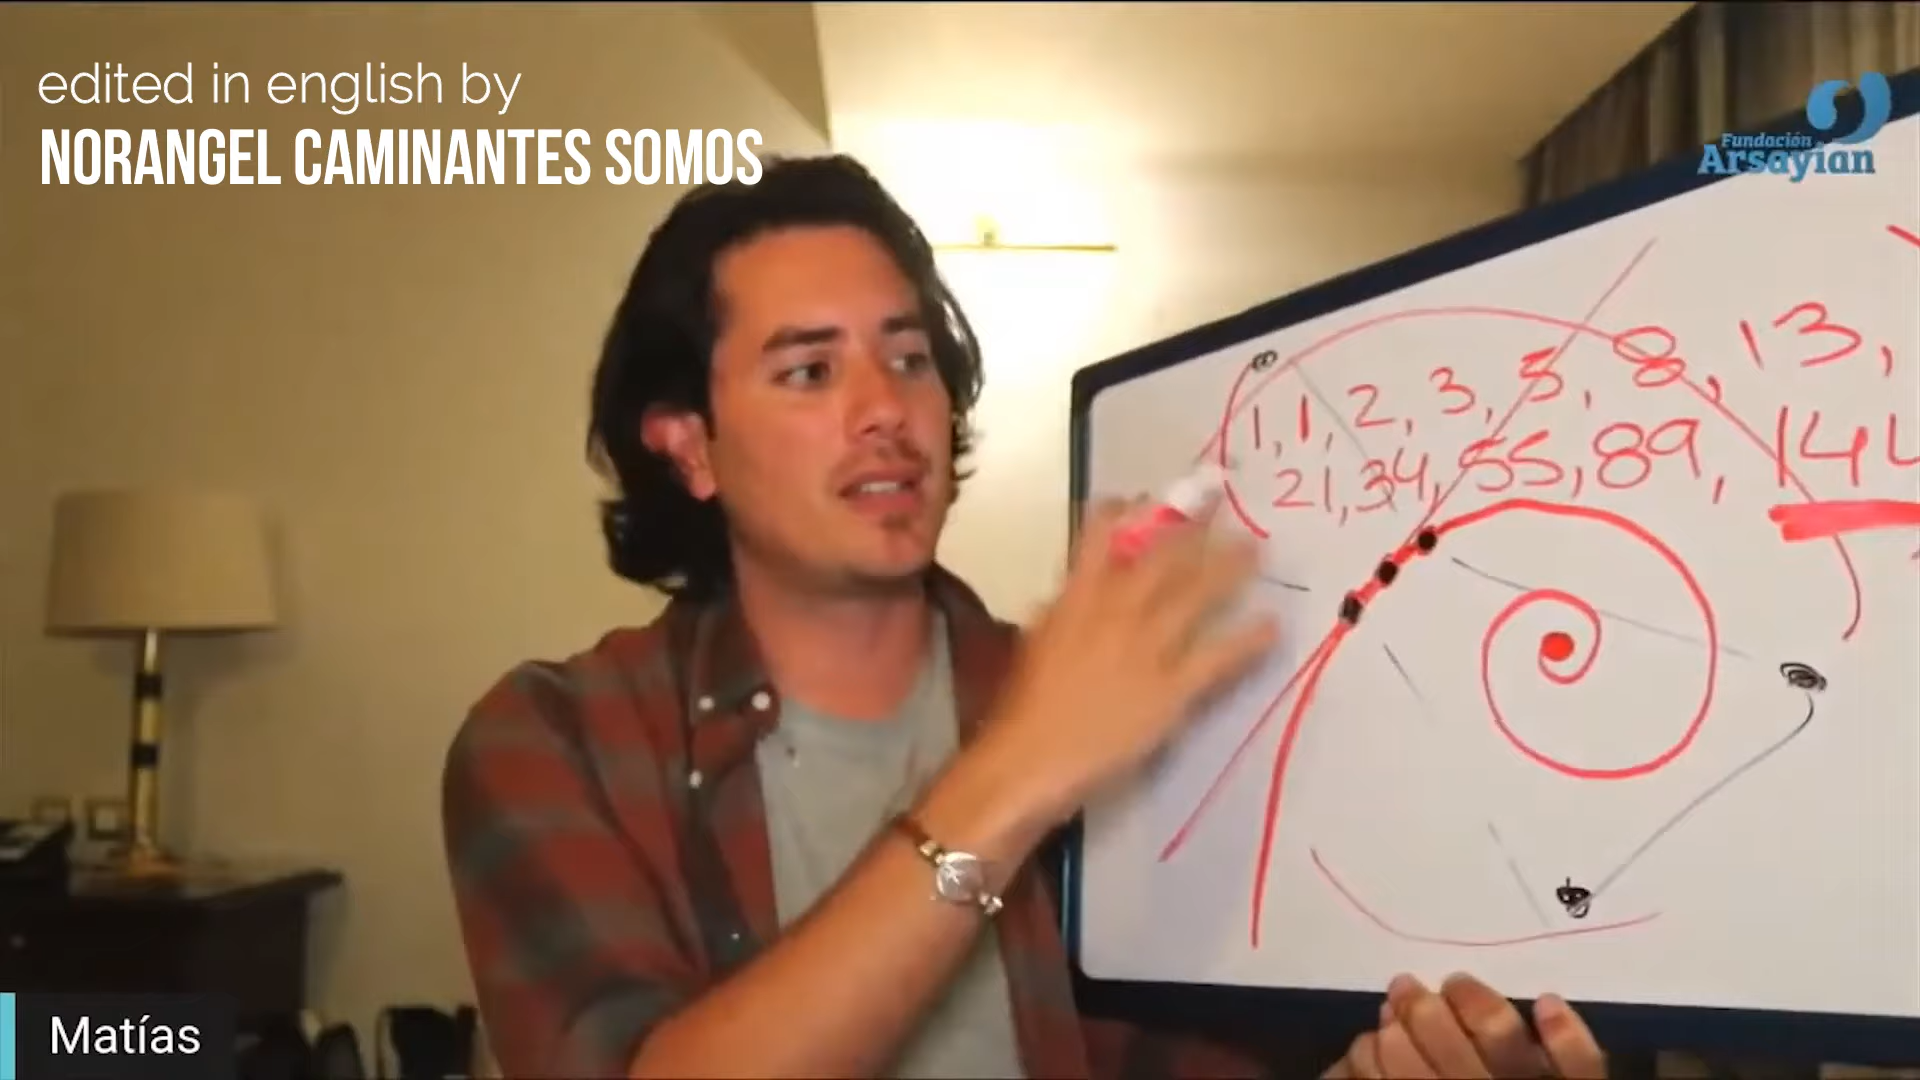 edited in english by
NORANGEL CAMINANTES SOMOS
Fundación
Arsayian
1, 1, 2, 3, 5, 8, 13,
21, 34, 55, 89, 144
Matías